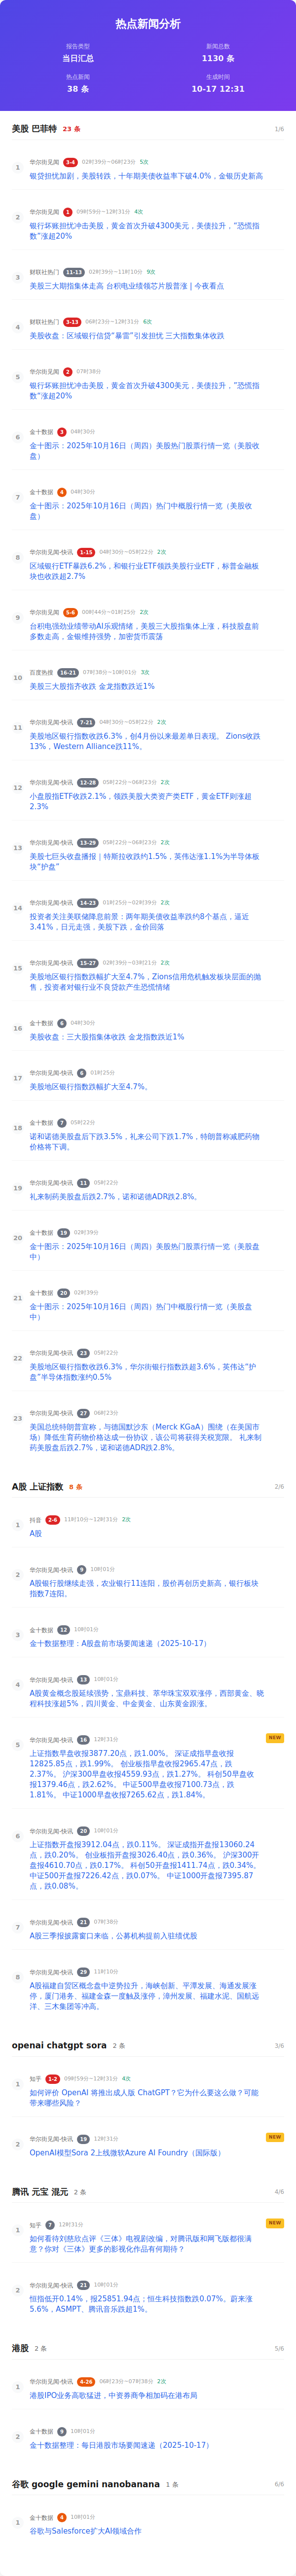 热点新闻分析
报告类型
新闻总数
当日汇总
1130 条
热点新闻
生成时间
38 条
10-17 12:31
美股 巴菲特 23 条
1/6
1
华尔街见闻 3-4 02时39分~06时23分 5次
银贷担忧加剧，美股转跌，十年期美债收益率下破4.0%，金银历史新高
2
华尔街见闻 1 09时59分~12时31分 4次
银行坏账担忧冲击美股，黄金首次升破4300美元，美债拉升，“恐慌指
数”涨超20%
3
财联社热门 11-13 02时39分~11时10分 9次
美股三大期指集体走高 台积电业绩领芯片股普涨 | 今夜看点
4
财联社热门 3-13 06时23分~12时31分 6次
美股收盘：区域银行信贷“暴雷”引发担忧 三大指数集体收跌
5
华尔街见闻 2 07时38分
银行坏账担忧冲击美股，黄金首次升破4300美元，美债拉升，“恐慌指
数”涨超20%
6
金十数据 3 04时30分
金十图示：2025年10月16日（周四）美股热门股票行情一览（美股收
盘）
7
金十数据 4 04时30分
金十图示：2025年10月16日（周四）热门中概股行情一览（美股收
盘）
8
华尔街见闻-快讯 1-15 04时30分~05时22分 2次
区域银行ETF暴跌6.2%，和银行业ETF领跌美股行业ETF，标普金融板
块也收跌超2.7%
9
华尔街见闻 5-6 00时44分~01时25分 2次
台积电强劲业绩带动AI乐观情绪，美股三大股指集体上涨，科技股盘前
多数走高，金银维持强势，加密货币震荡
10
百度热搜 16-21 07时38分~10时01分 3次
美股三大股指齐收跌 金龙指数跌近1%
11
华尔街见闻-快讯 7-21 04时30分~05时22分 2次
美股地区银行指数收跌6.3%，创4月份以来最差单日表现。 Zions收跌
13%，Western Alliance跌11%。
12
华尔街见闻-快讯 12-28 05时22分~06时23分 2次
小盘股指ETF收跌2.1%，领跌美股大类资产类ETF，黄金ETF则涨超
2.3%
13
华尔街见闻-快讯 13-29 05时22分~06时23分 2次
美股七巨头收盘播报｜特斯拉收跌约1.5%，英伟达涨1.1%为半导体板
块“护盘”
14
华尔街见闻-快讯 14-23 01时25分~02时39分 2次
投资者关注美联储降息前景：两年期美债收益率跌约8个基点，逼近
3.41%，日元走强，美股下跌，金价回落
15
华尔街见闻-快讯 15-27 02时39分~03时21分 2次
美股地区银行指数跌幅扩大至4.7%，Zions信用危机触发板块层面的抛
售，投资者对银行业不良贷款产生恐慌情绪
16
金十数据 6 04时30分
美股收盘：三大股指集体收跌 金龙指数跌近1%
17
华尔街见闻-快讯 6 01时25分
美股地区银行指数跌幅扩大至4.7%。
18
金十数据 7 05时22分
诺和诺德美股盘后下跌3.5%，礼来公司下跌1.7%，特朗普称减肥药物
价格将下调。
19
华尔街见闻-快讯 11 05时22分
礼来制药美股盘后跌2.7%，诺和诺德ADR跌2.8%。
20
金十数据 19 02时39分
金十图示：2025年10月16日（周四）美股热门股票行情一览（美股盘
中）
21
金十数据 20 02时39分
金十图示：2025年10月16日（周四）热门中概股行情一览（美股盘
中）
22
华尔街见闻-快讯 23 05时22分
美股地区银行指数收跌6.3%，华尔街银行指数跌超3.6%，英伟达“护
盘”半导体指数涨约0.5%
23
华尔街见闻-快讯 27 06时23分
美国总统特朗普宣称，与德国默沙东（Merck KGaA）围绕（在美国市
场）降低生育药物价格达成一份协议，该公司将获得关税宽限。 礼来制
药美股盘后跌2.7%，诺和诺德ADR跌2.8%。
A股 上证指数 8 条
2/6
1
抖音 2-6 11时10分~12时31分 2次
A股
2
华尔街见闻-快讯 9 10时01分
A股银行股继续走强，农业银行11连阳，股价再创历史新高，银行板块
指数7连阳。
3
金十数据 12 10时01分
金十数据整理：A股盘前市场要闻速递（2025-10-17）
4
华尔街见闻-快讯 13 10时01分
A股黄金概念股延续强势，宝鼎科技、萃华珠宝双双涨停，西部黄金、晓
程科技涨超5%，四川黄金、中金黄金、山东黄金跟涨。
5
华尔街见闻-快讯 16 12时31分
NEW
上证指数早盘收报3877.20点，跌1.00%。 深证成指早盘收报
12825.85点，跌1.99%。 创业板指早盘收报2965.47点，跌
2.37%。 沪深300早盘收报4559.93点，跌1.27%。 科创50早盘收
报1379.46点，跌2.62%。 中证500早盘收报7100.73点，跌
1.81%。 中证1000早盘收报7265.62点，跌1.84%。
6
华尔街见闻-快讯 20 10时01分
上证指数开盘报3912.04点，跌0.11%。 深证成指开盘报13060.24
点，跌0.20%。 创业板指开盘报3026.40点，跌0.36%。 沪深300开
盘报4610.70点，跌0.17%。 科创50开盘报1411.74点，跌0.34%。
中证500开盘报7226.42点，跌0.07%。 中证1000开盘报7395.87
点，跌0.08%。
7
华尔街见闻-快讯 21 07时38分
A股三季报披露窗口来临，公募机构提前入驻绩优股
8
华尔街见闻-快讯 29 11时10分
A股福建自贸区概念盘中逆势拉升，海峡创新、平潭发展、海通发展涨
停，厦门港务、福建金森一度触及涨停，漳州发展、福建水泥、国航远
洋、三木集团等冲高。
openai chatgpt sora 2 条
3/6
1
知乎 1-2 09时59分~12时31分 4次
如何评价 OpenAI 将推出成人版 ChatGPT？它为什么要这么做？可能
带来哪些风险？
2
华尔街见闻-快讯 19 12时31分
NEW
OpenAI模型Sora 2上线微软Azure AI Foundry（国际版）
腾讯 元宝 混元 2 条
4/6
1
知乎 7 12时31分
NEW
如何看待刘慈欣点评《三体》电视剧改编，对腾讯版和网飞版都很满
意？你对《三体》更多的影视化作品有何期待？
2
华尔街见闻-快讯 21 10时01分
恒指低开0.14%，报25851.94点；恒生科技指数跌0.07%。蔚来涨
5.6%，ASMPT、腾讯音乐跌超1%。
港股 2 条
5/6
1
华尔街见闻-快讯 4-26 06时23分~07时38分 2次
港股IPO业务高歌猛进，中资券商争相加码在港布局
2
金十数据 9 10时01分
金十数据整理：每日港股市场要闻速递（2025-10-17）
谷歌 google gemini nanobanana 1 条
6/6
1
金十数据 4 10时01分
谷歌与Salesforce扩大AI领域合作